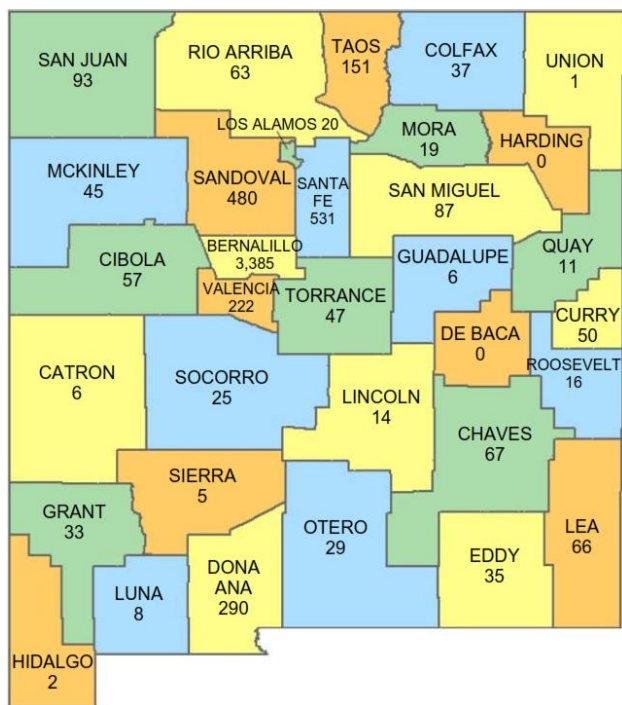 SAN JUAN
93
RIO ARRIBA
63
TAOS
151
COLFAX
37
UNION
1
LOS ALAMOS 20
MORA
19
HARDING
0
MCKINLEY
45
SANDOVAL
480
SANTA
FE
531
SAN MIGUEL
87
CIBOLA
57
BERNALILLO
3,385
GUADALUPE
6
QUAY
11
VALENCIA
222
TORRANCE
47
CURRY
50
DE BACA
0
ROOSEVELT
16
CATRON
6
SOCORRO
25
LINCOLN
14
CHAVES
67
SIERRA
5
GRANT
33
OTERO
29
LEA
66
EDDY
35
LUNA
8
DONA
ANA
290
HIDALGO
2